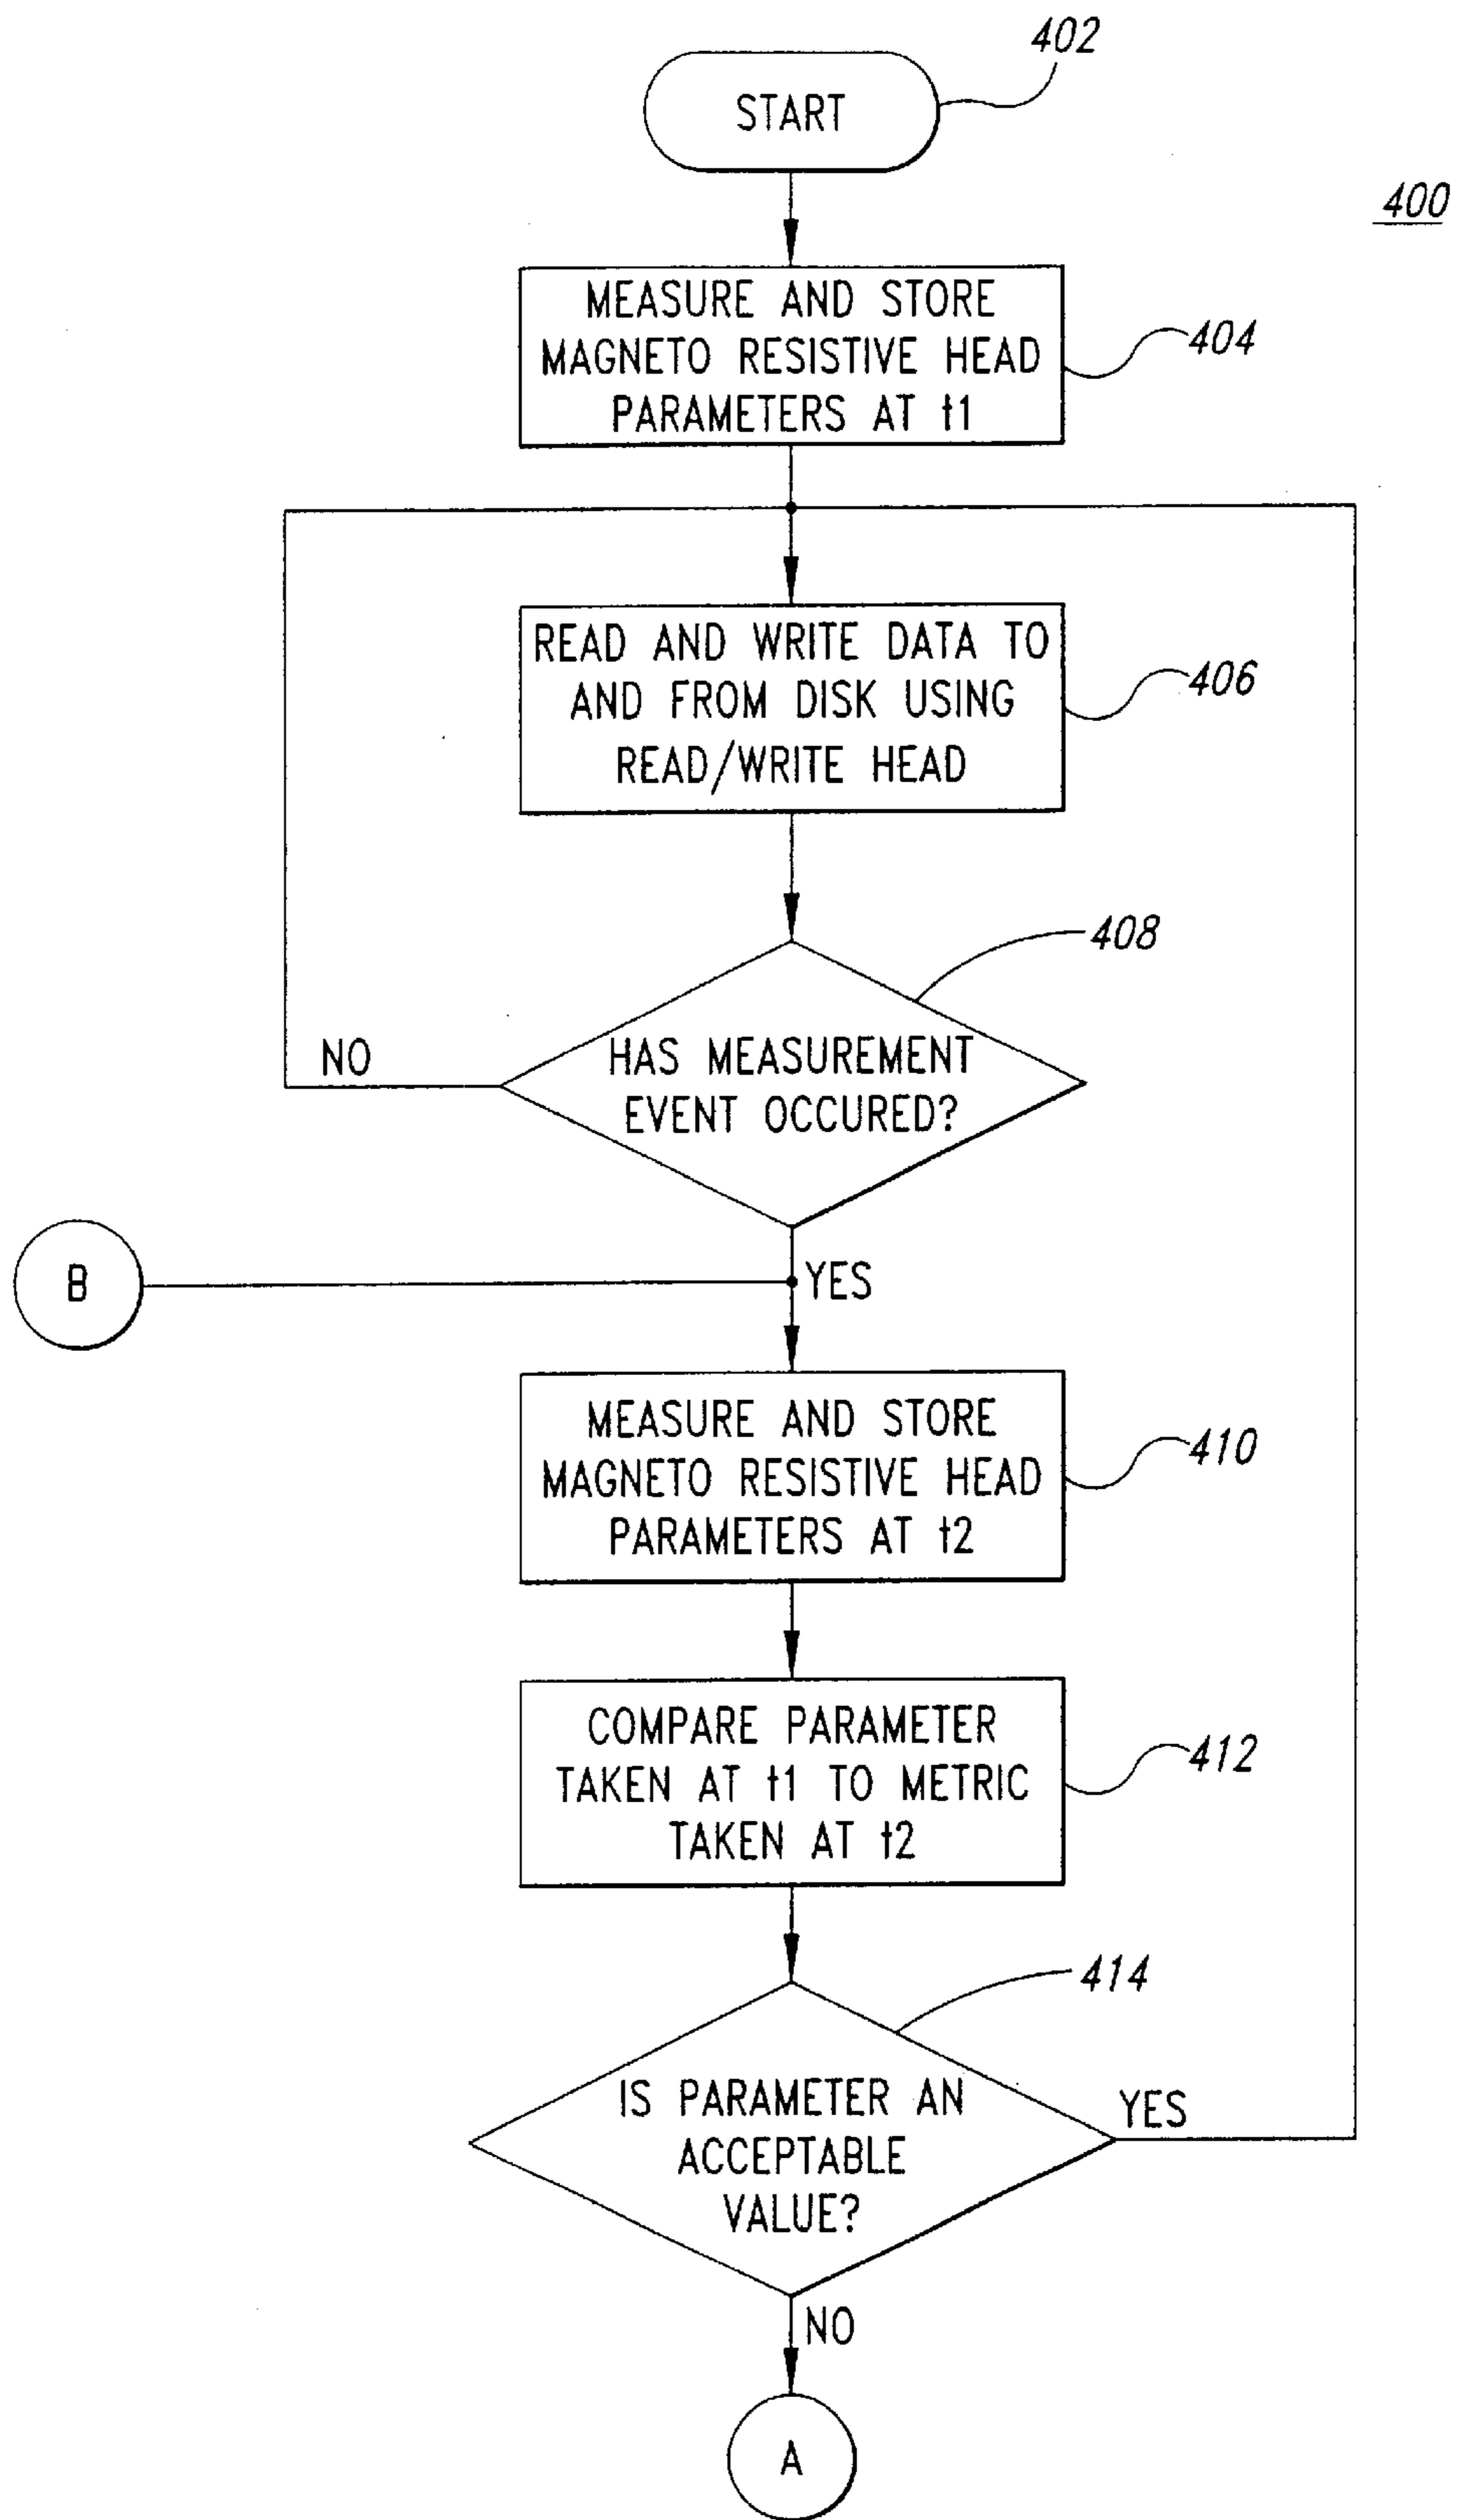 402
START
400
MEASURE AND STORE
MAGNETO RESISTIVE HEAD
PARAMETERS AT t1
404
READ AND WRITE DATA TO
AND FROM DISK USING
READ/WRITE HEAD
406
408
HAS MEASUREMENT
EVENT OCCURED?
NO
YES
B
MEASURE AND STORE
MAGNETO RESISTIVE HEAD
PARAMETERS AT t2
410
COMPARE PARAMETER
TAKEN AT t1 TO METRIC
TAKEN AT t2
412
414
IS PARAMETER AN
ACCEPTABLE
VALUE?
YES
NO
A